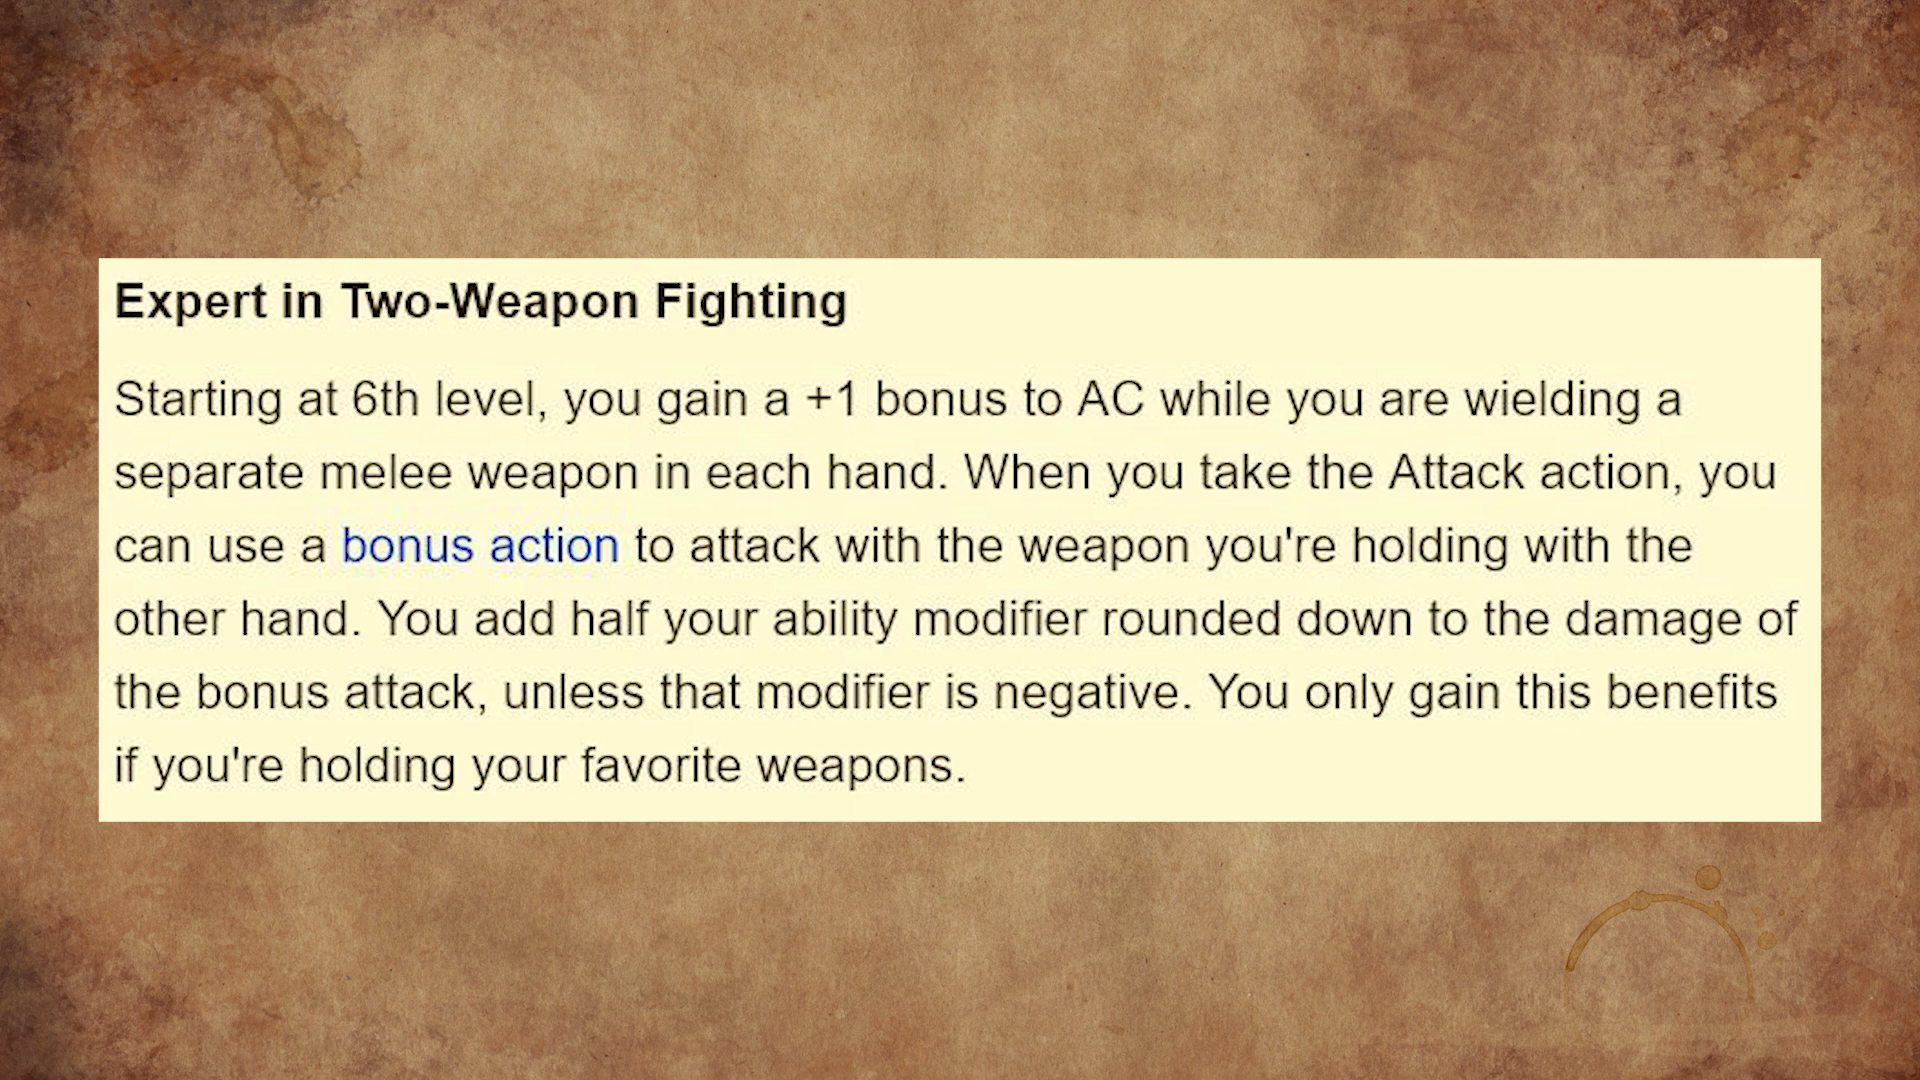 Expert in Two-Weapon Fighting
Starting at 6th level, you gain a +1 bonus to AC while you are wielding a
separate melee weapon in each hand. When you take the Attack action, you
can use a bonus action to attack with the weapon you're holding with the
other hand. You add half your ability modifier rounded down to the damage of
the bonus attack, unless that modifier is negative. You only gain this benefits
if you're holding your favorite weapons.